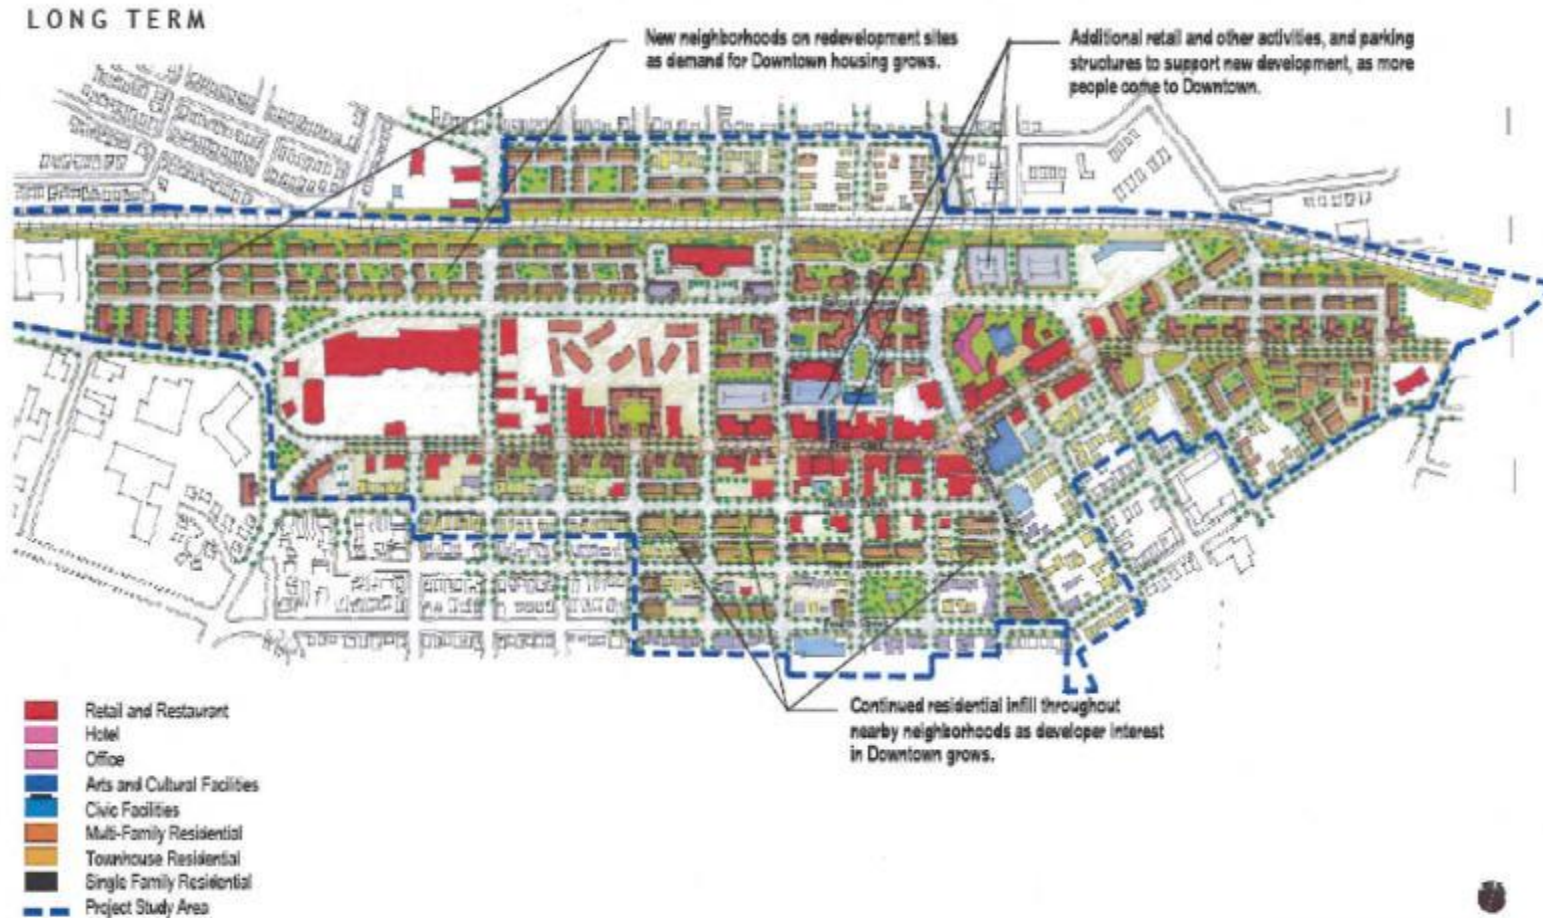 LONG TERM
New neighborhoods on redevelopment sites
as demand for Downtown housing grows.
Additional retail and other activities, and parking
structures to support new development, as more
people come to Downtown.
Continued residential infill throughout
nearby neighborhoods as developer interest
in Downtown grows.
Retail and Restaurant
Hotel
Office
Arts and Cultural Facilities
Civic Facilities
Multi-Family Residential
Townhouse Residential
Single Family Residential
Project Study Area